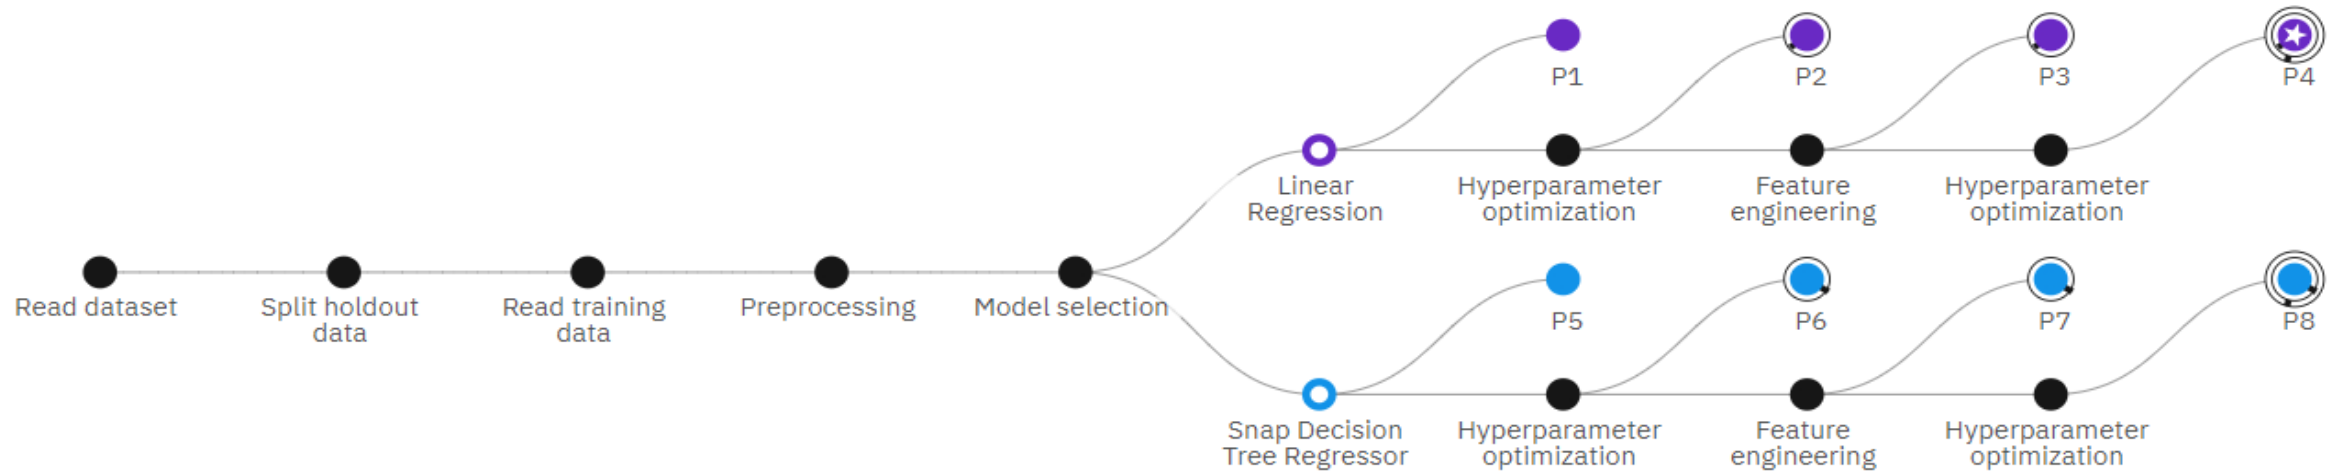 P1
P2
P3
P4
Linear
Regression
Hyperparameter
optimization
Feature
engineering
Hyperparameter
optimization
Read dataset
Split holdout
data
Read training
data
Preprocessing
Model selection
P5
P6
P7
P8
Snap Decision
Tree Regressor
Hyperparameter
optimization
Feature
engineering
Hyperparameter
optimization